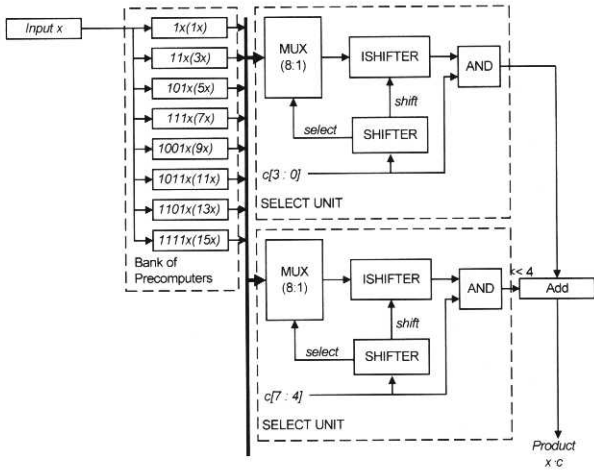 Input x
1x(1x)
11x(3x)
101x(5x)
111x(7x)
1001x(9x)
1011x(11x)
1101x(13x)
1111x(15x)
Bank of
Precomputers
MUX
(8:1)
ISHIFTER
AND
shift
select
SHIFTER
c[3 : 0]
SELECT UNIT
MUX
(8:1)
ISHIFTER
AND
<< 4
Add
shift
select
SHIFTER
c[7 : 4]
SELECT UNIT
Product
x ·c